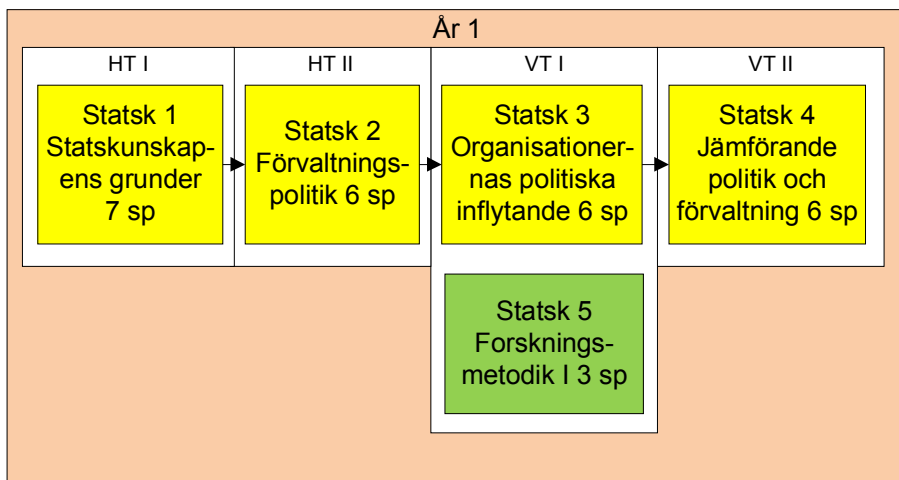 År 1
HT I
Statsk 1
Statskunskap-
ens grunder
7 sp
HT II
Statsk 2
Förvaltnings-
politik 6 sp
VT I
Statsk 3
Organisationer-
nas politiska
inflytande 6 sp
Statsk 5
Forsknings-
metodik I 3 sp
VT II
Statsk 4
Jämförande
politik och
förvaltning 6 sp